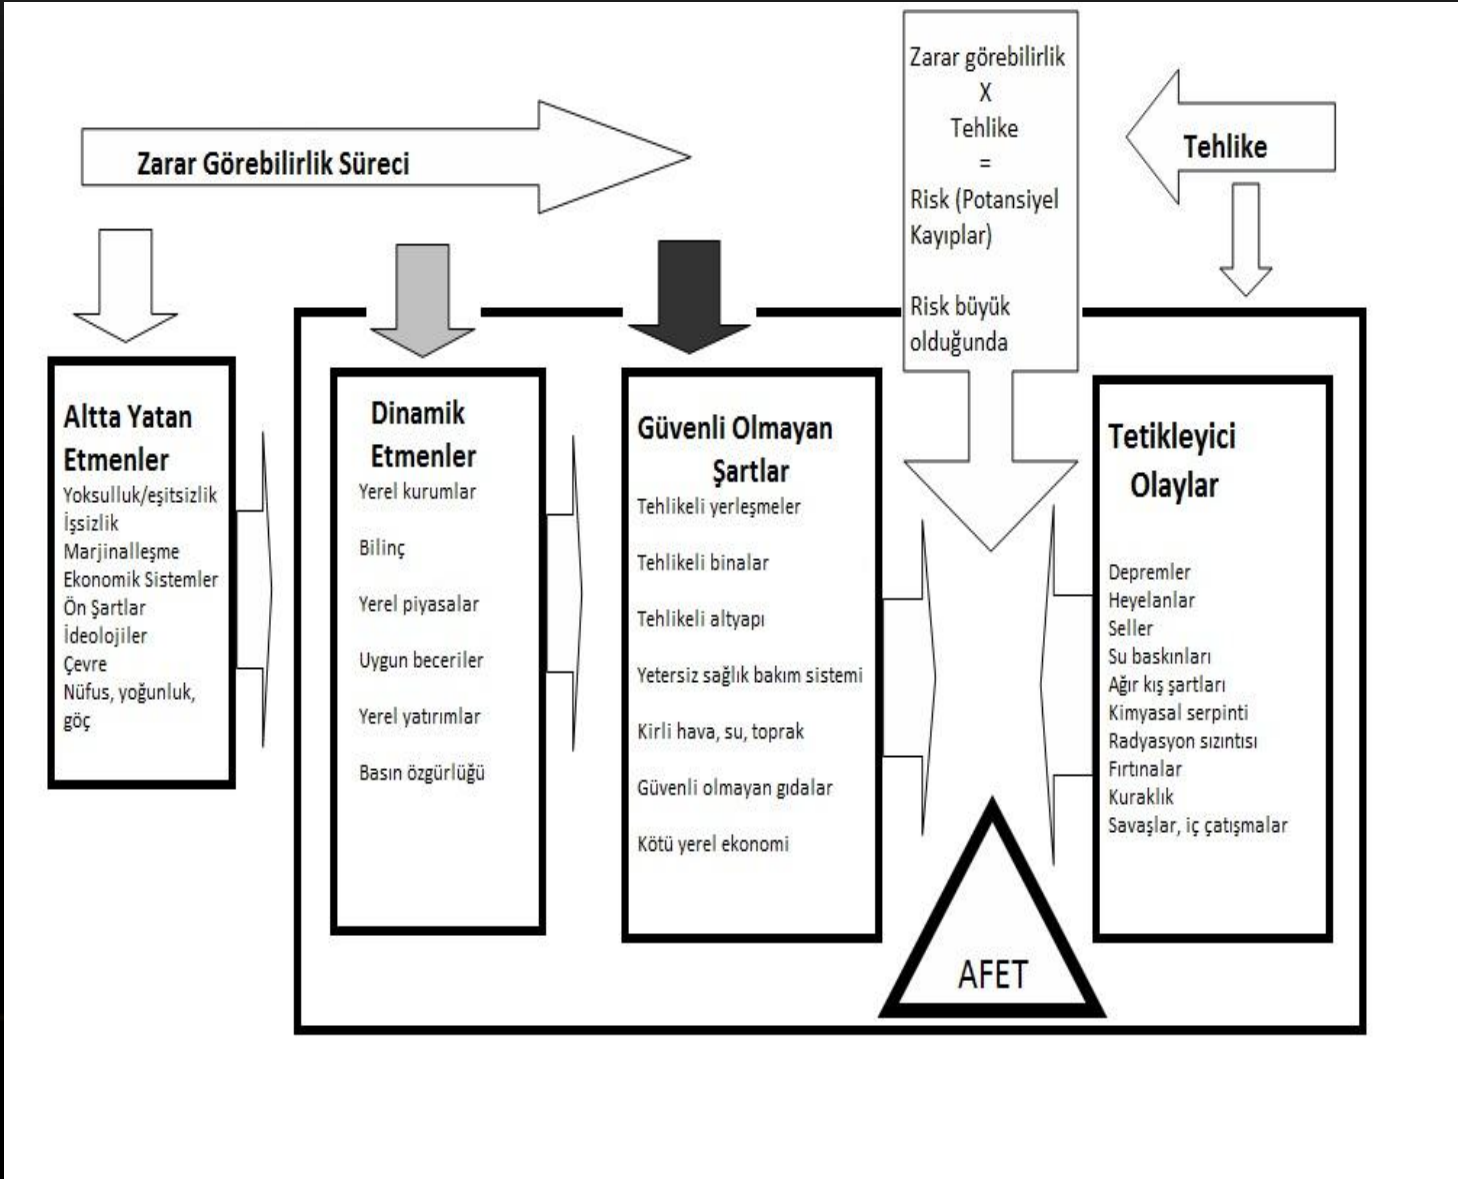 Zarar Görebilirlik Süreci
Zarar görebilirlik
X
Tehlike
=
Risk (Potansiyel
Kayıplar)
Risk büyük
olduğunda
Tehlike
Altta Yatan
Etmenler
Yoksulluk/eşitsizlik
İşsizlik
Marjinalleşme
Ekonomik Sistemler
Ön Şartlar
İdeolojiler
Çevre
Nüfus, yoğunluk,
göç
Dinamik
Etmenler
Yerel kurumlar
Bilinç
Yerel piyasalar
Uygun beceriler
Yerel yatırımlar
Basın özgürlüğü
Güvenli Olmayan
Şartlar
Tehlikeli yerleşmeler
Tehlikeli binalar
Tehlikeli altyapı
Yetersiz sağlık bakım sistemi
Kirli hava, su, toprak
Güvenli olmayan gıdalar
Kötü yerel ekonomi
Tetikleyici
Olaylar
Depremler
Heyelanlar
Seller
Su baskınları
Ağır kış şartları
Kimyasal serpinti
Radyasyon sızıntısı
Fırtınalar
Kuraklık
Savaşlar, iç çatışmalar
AFET